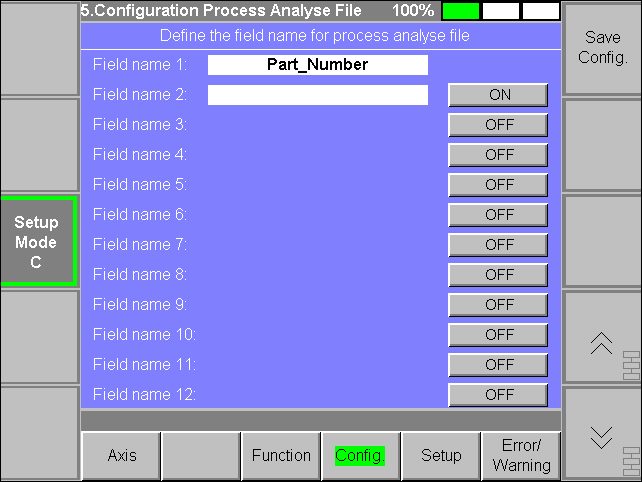 5.Configuration Process Analyse File 100%
Define the field name for process analyse file
Save
Config.
Field name 1: Part_Number
Field name 2: ON
Field name 3: OFF
Field name 4: OFF
Field name 5: OFF
Field name 6: OFF
Setup
Mode
C
Field name 7: OFF
Field name 8: OFF
Field name 9: OFF
Field name 10: OFF
Field name 11: OFF
Field name 12: OFF
Axis Function Config. Setup Error/
Warning